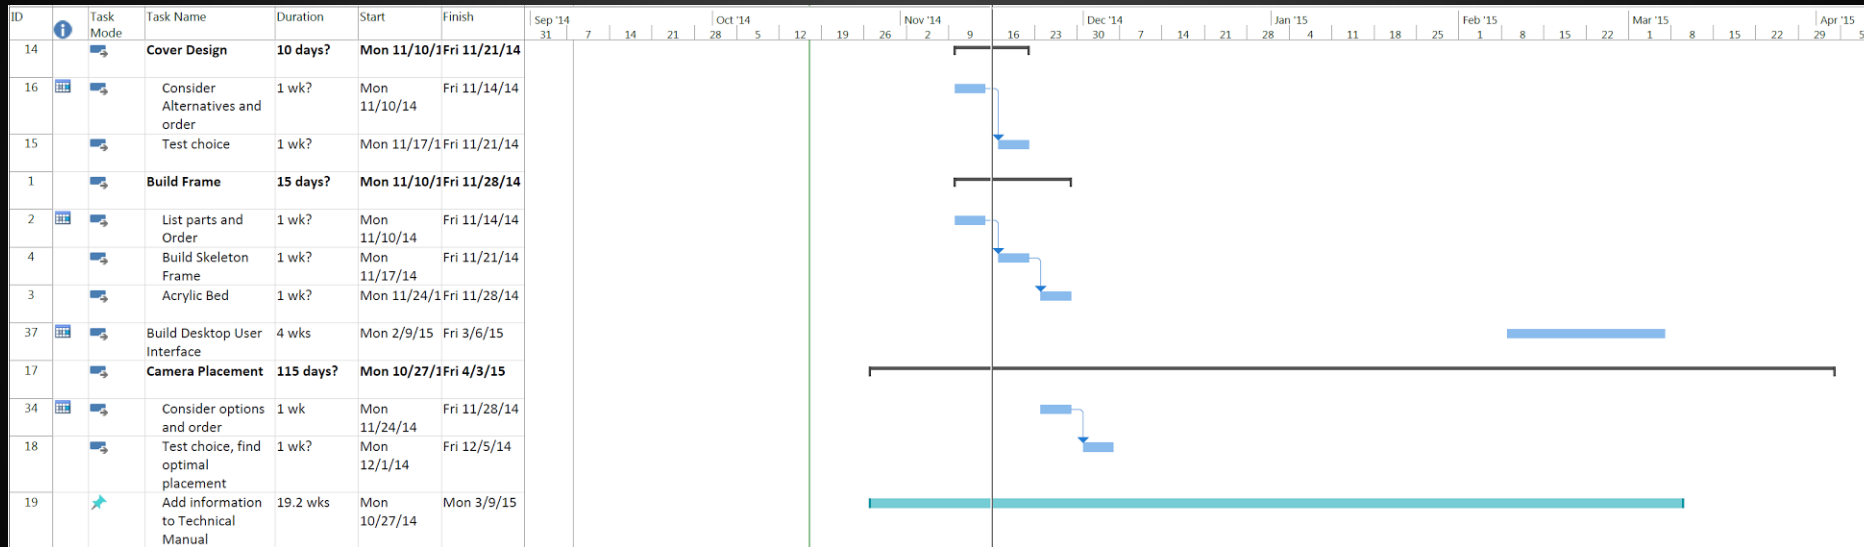 ID Task Mode Task Name Duration Start Finish
Sep '14 Oct '14 Nov '14 Dec '14 Jan '15 Feb '15 Mar '15 Apr '15
31 7 14 21 28 5 12 19 26 2 9 16 23 30 7 14 21 28 4 11 18 25 1 8 15 22 1 8 15 22 29 5
14 Cover Design 10 days? Mon 11/10/1 Fri 11/21/14
16 Consider Alternatives and order 1 wk? Mon 11/10/14 Fri 11/14/14
15 Test choice 1 wk? Mon 11/17/1 Fri 11/21/14
1 Build Frame 15 days? Mon 11/10/1 Fri 11/28/14
2 List parts and Order 1 wk? Mon 11/10/14 Fri 11/14/14
4 Build Skeleton Frame 1 wk? Mon 11/17/14 Fri 11/21/14
3 Acrylic Bed 1 wk? Mon 11/24/1 Fri 11/28/14
37 Build Desktop User Interface 4 wks Mon 2/9/15 Fri 3/6/15
17 Camera Placement 115 days? Mon 10/27/1 Fri 4/3/15
34 Consider options and order 1 wk Mon 11/24/14 Fri 11/28/14
18 Test choice, find optimal placement 1 wk? Mon 12/1/14 Fri 12/5/14
19 Add information to Technical Manual 19.2 wks Mon 10/27/14 Mon 3/9/15